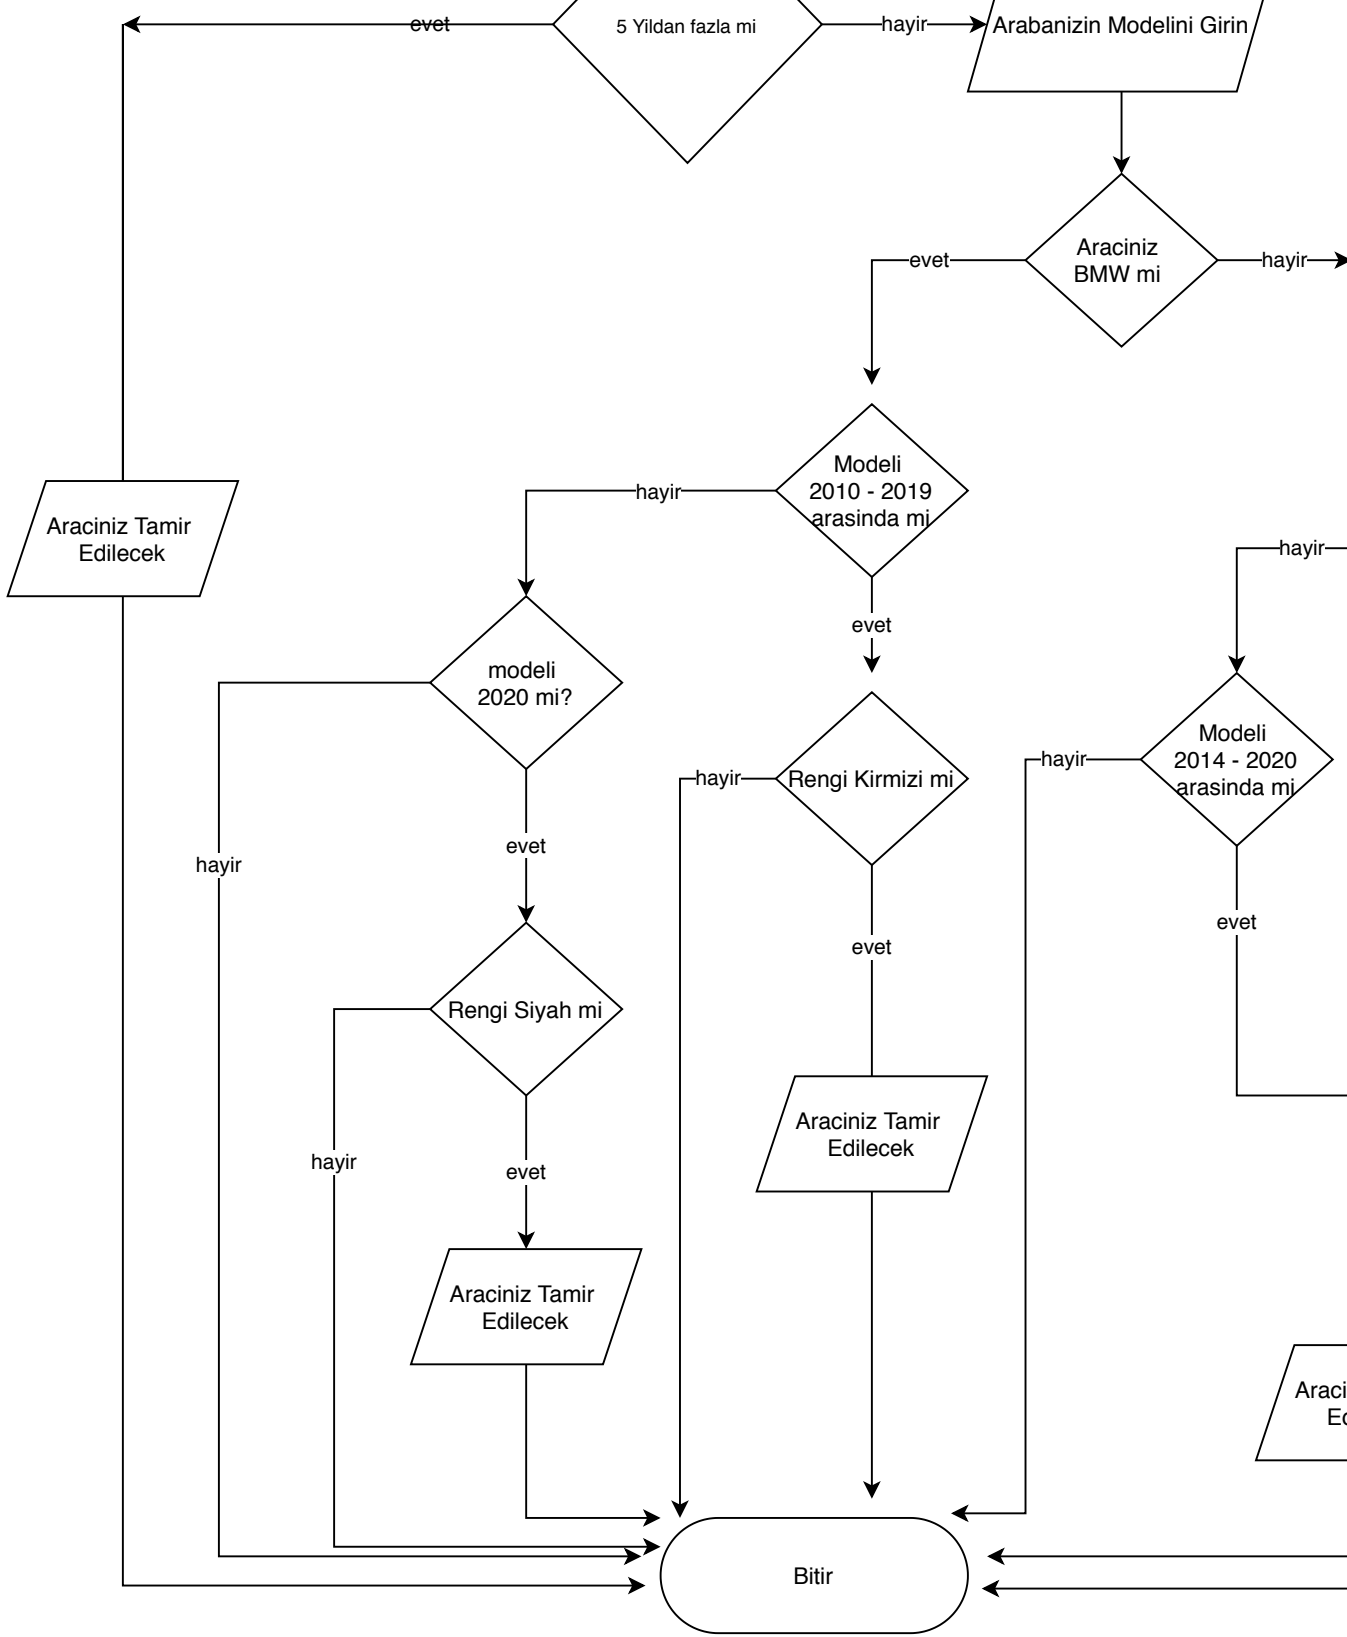 evet
5 Yildan fazla mi
hayir
Arabanizin Modelini Girin
Araciniz
BMW mi
evet
hayir
Modeli
2010 - 2019
arasinda mi
hayir
evet
Araciniz Tamir
Edilecek
hayir
modeli
2020 mi?
hayir
evet
Rengi Kirmizi mi
hayir
evet
Modeli
2014 - 2020
arasinda mi
hayir
evet
Rengi Siyah mi
hayir
evet
Araciniz Tamir
Edilecek
Araciniz Tamir
Edilecek
Araci
Ed
Bitir